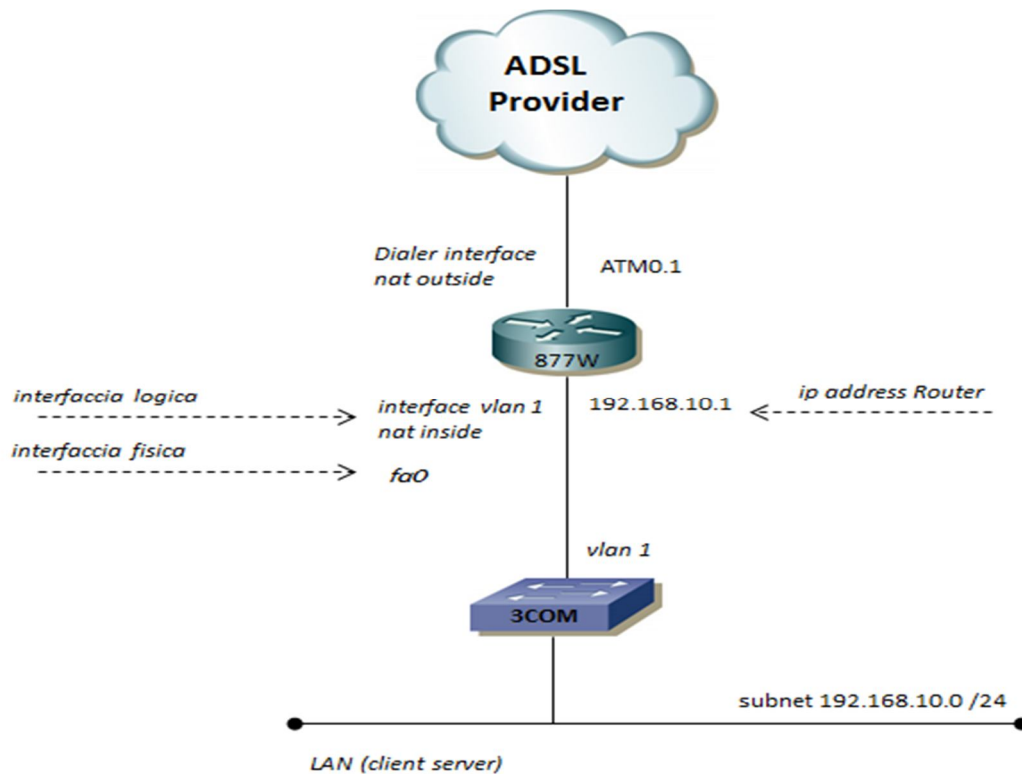 ADSL
Provider
Dialer interface
nat outside
ATM0.1
877W
interfaccia logica
interface vlan 1
nat inside
192.168.10.1
ip address Router
interfaccia fisica
fa0
vlan 1
3COM
subnet 192.168.10.0 /24
LAN (client server)